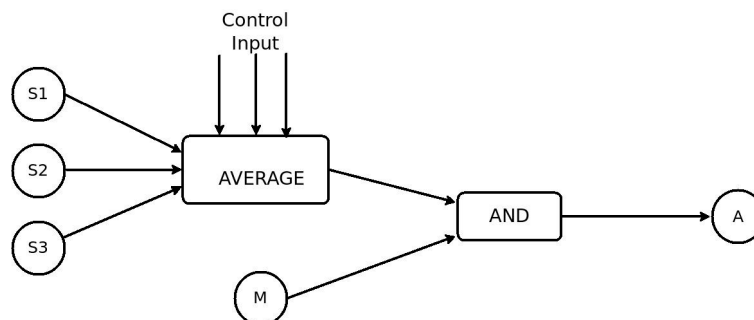 Control
Input
S1
S2
AVERAGE
S3
AND
A
M